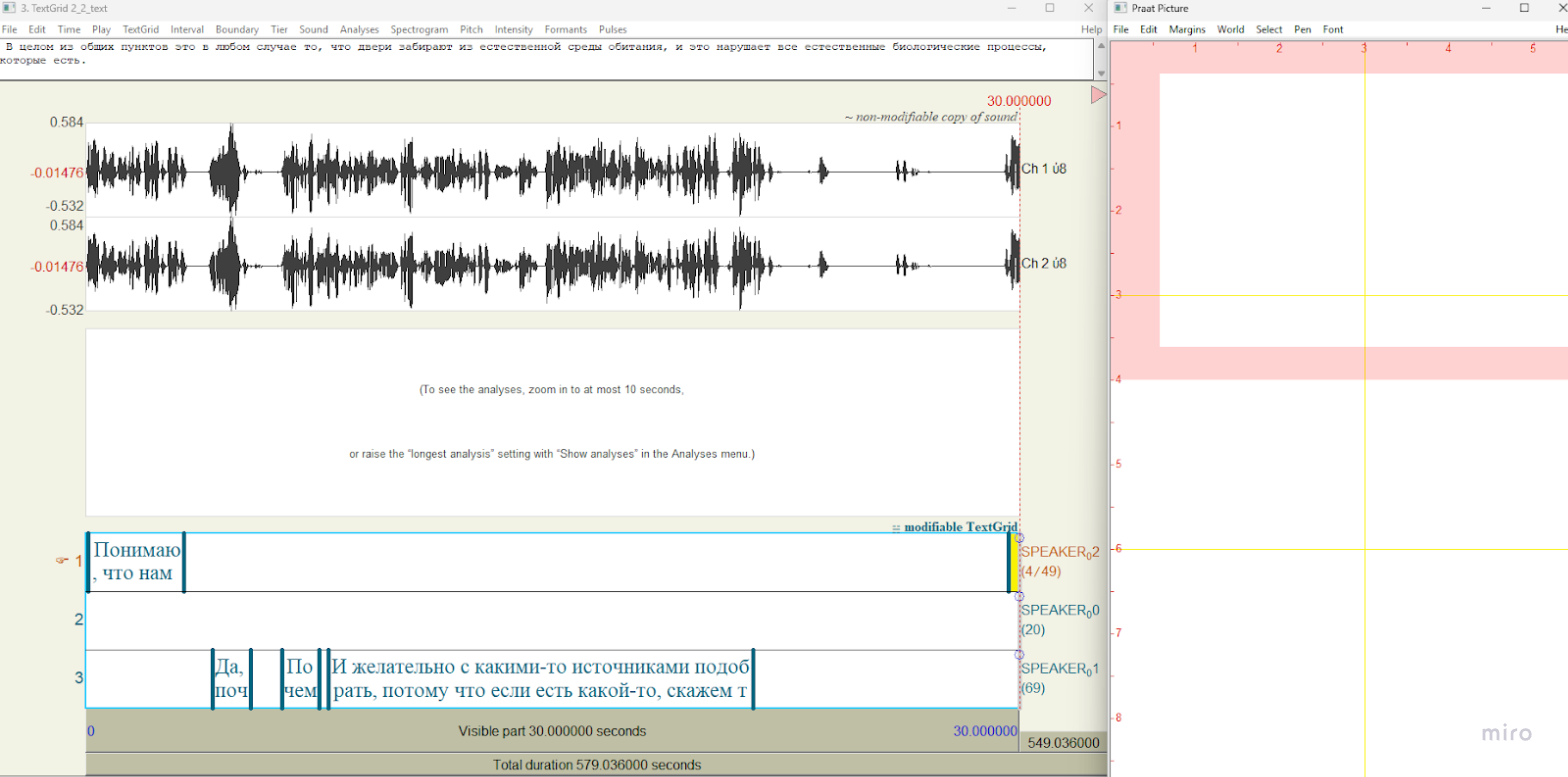 3. TextGrid 2_2_text
File Edit Time Play TextGrid Interval Boundary Tier Sound Analyses Spectrogram Pitch Intensity Formants Pulses Help
В целом из общих пунктов это в любом случае то, что двери забирают из естественной среды обитания, и это нарушает все естественные биологические процессы,
которые есть.
30.000000
~ non-modifiable copy of sound
0.584
-0.01476
-0.532
Ch 1
0.584
-0.01476
-0.532
Ch 2
(To see the analyses, zoom in to at most 10 seconds,
or raise the “longest analysis” setting with “Show analyses” in the Analyses menu.)
modifiable TextGrid
1
Понимаю
, что нам
SPEAKER₀2
(4/49)
2
SPEAKER₀0
(20)
3
Да,
поч
По
чем
И желательно с какими-то источниками подоб
рать, потому что если есть какой-то, скажем т
SPEAKER₀1
(69)
0
Visible part 30.000000 seconds
30.000000
549.036000
Total duration 579.036000 seconds
Praat Picture
File Edit Margins World Select Pen Font He
1 2 3 4 5
1
2
3
4
5
6
7
8
miro